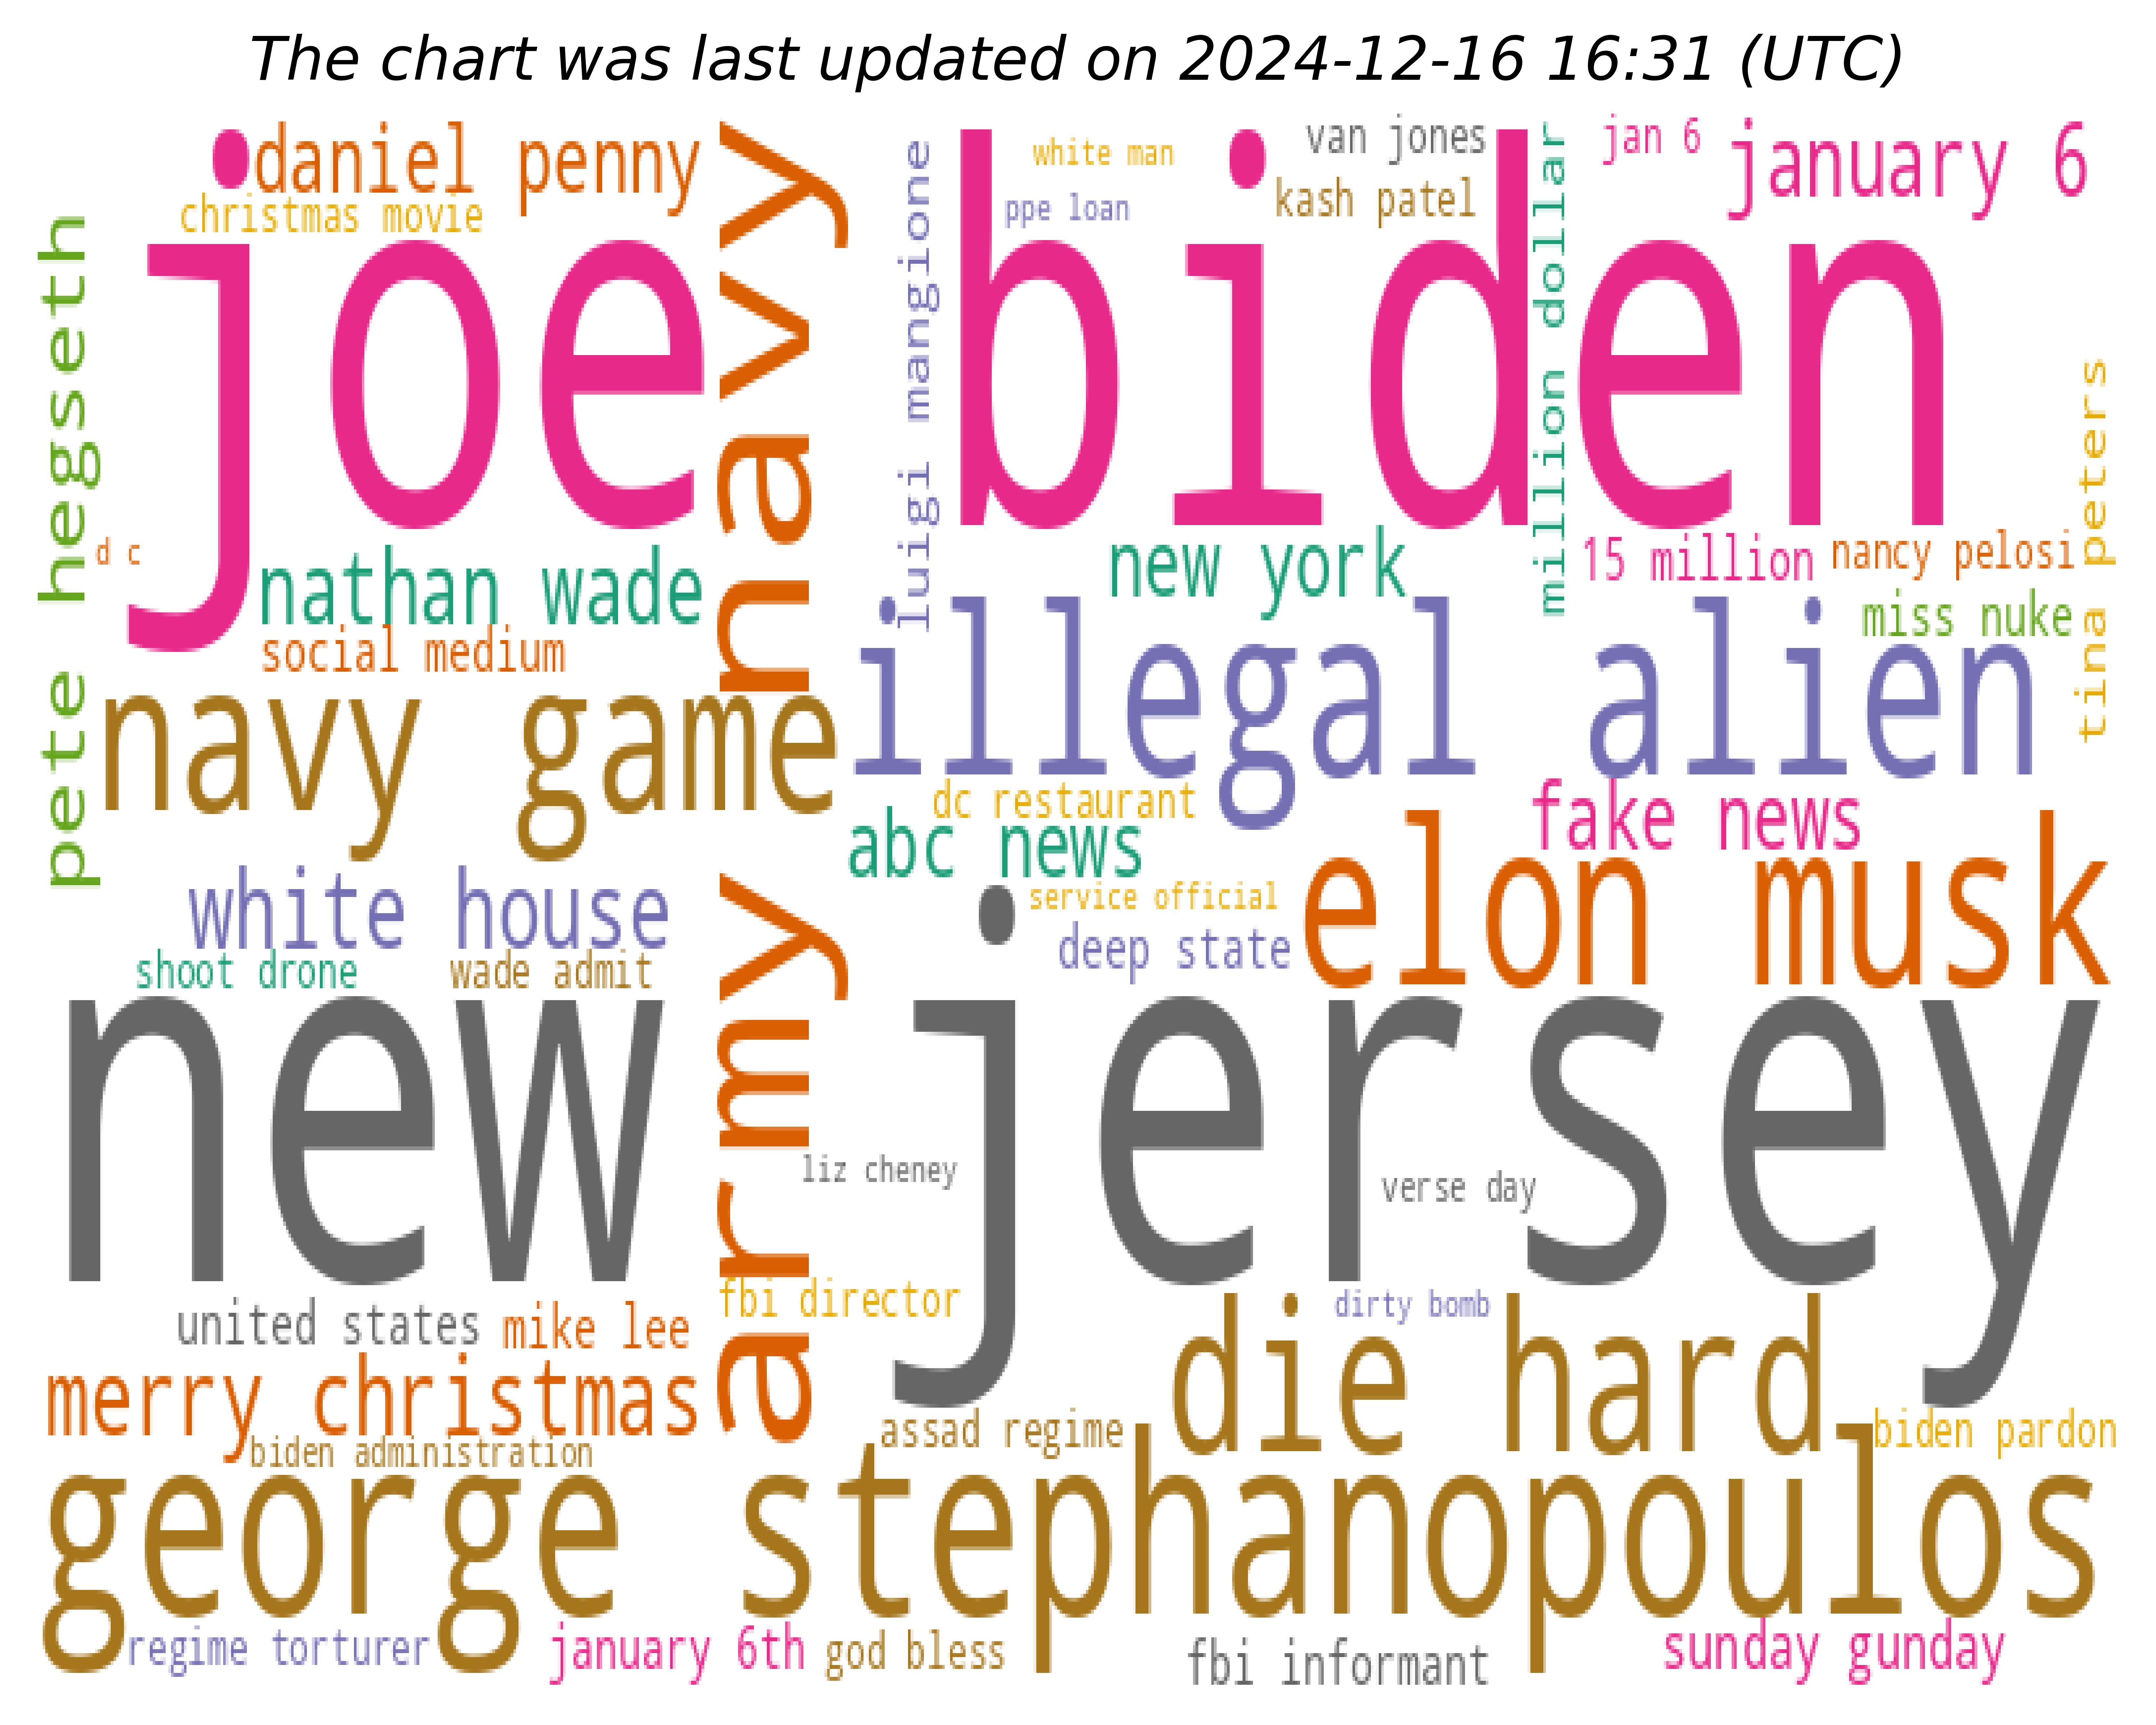 The chart was last updated on 2024-12-16 16:31 (UTC)
daniel penny
christmas movie
joe biden
army navy
white man
ppe loan
luigi mangione
van jones
kash patel
million dollar
jan 6
january 6
pete hegseth
tina peters
d c
nathan wade
social medium
new york
15 million
nancy pelosi
miss nuke
navy game
illegal alien
dc restaurant
abc news
fake news
white house
service official
deep state
elon musk
shoot drone
wade admit
new jersey
liz cheney
verse day
united states
mike lee
fbi director
dirty bomb
die hard
merry christmas
biden administration
assad regime
biden pardon
george stephanopoulos
regime torturer
january 6th
god bless
fbi informant
sunday gunday